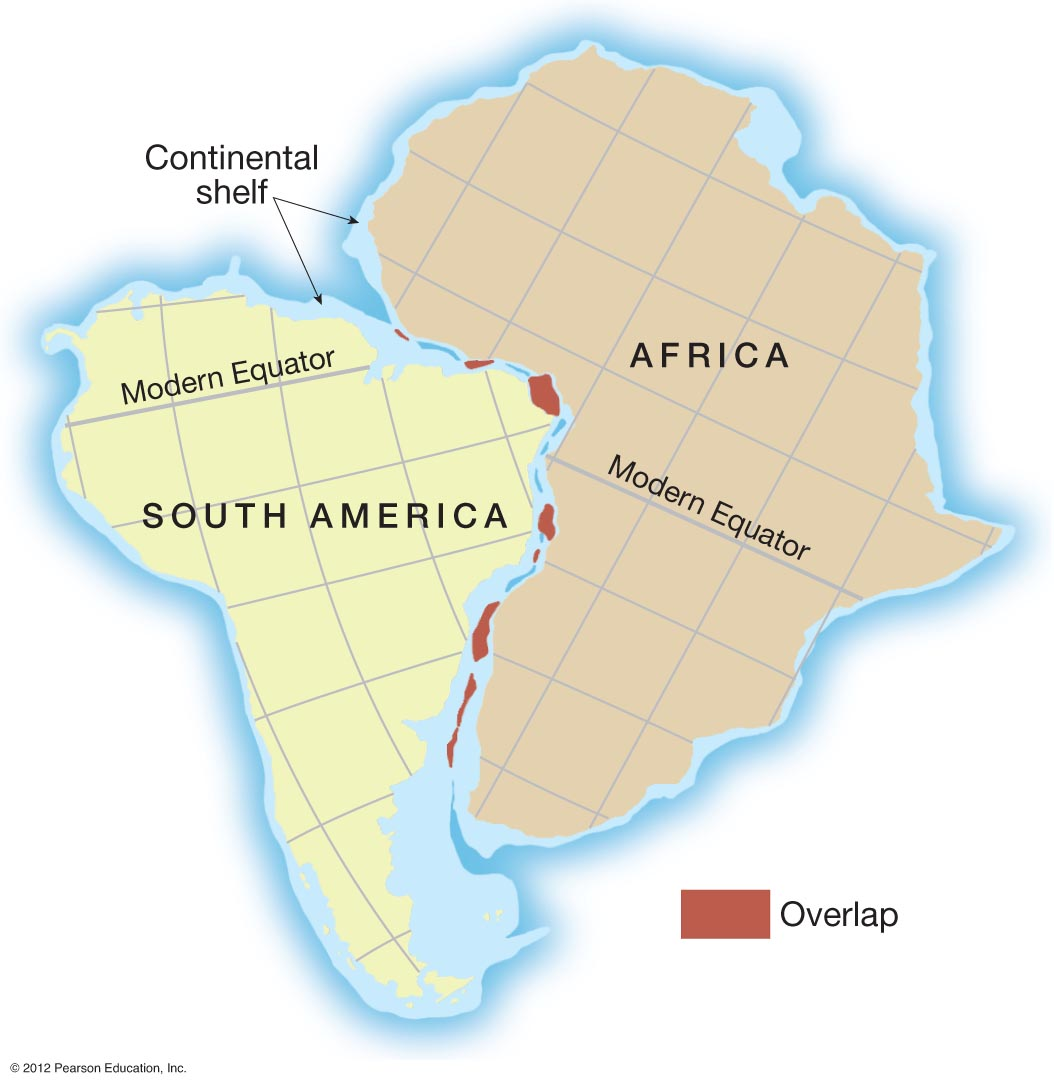 Continental
shelf
Modern Equator
AFRICA
SOUTH AMERICA
Modern Equator
Overlap
© 2012 Pearson Education, Inc.